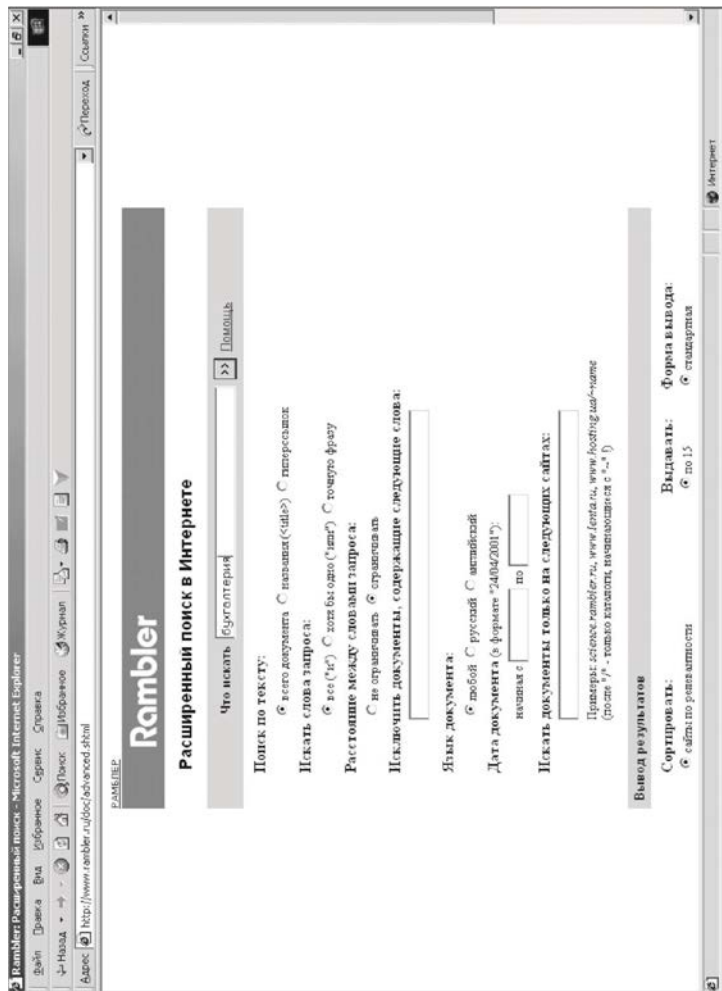 Rambler: Расширенный поиск - Microsoft Internet Explorer
Файл Правка Вид Избранное Сервис Справка
Назад Поиск Избранное Журнал
Адрес http://www.rambler.ru/doc/advanced.shtml Переход Ссылки »
РАМБЛЕР
Rambler
Расширенный поиск в Интернете
Что искать бухгалтерия >> Помощь
Поиск по тексту:
всего документа названия (<title>) гиперссылок
Искать слова запроса:
все ("и") хотя бы одно ("или") точную фразу
Расстояние между словами запроса:
не ограничивать ограничивать
Исключить документы, содержащие следующие слова:
Язык документа:
любой русский английский
Дата документа (в формате "24/04/2001"):
начиная с по
Искать документы только на следующих сайтах:
Примеры: science.rambler.ru, www.lenta.ru, www.hosting.ua/~name
(после "/" - только каталоги, начинающиеся с "~" !)
Вывод результатов
Сортировать: Выдавать: Форма вывода:
сайты по релевантности по 15 стандартная
Интернет